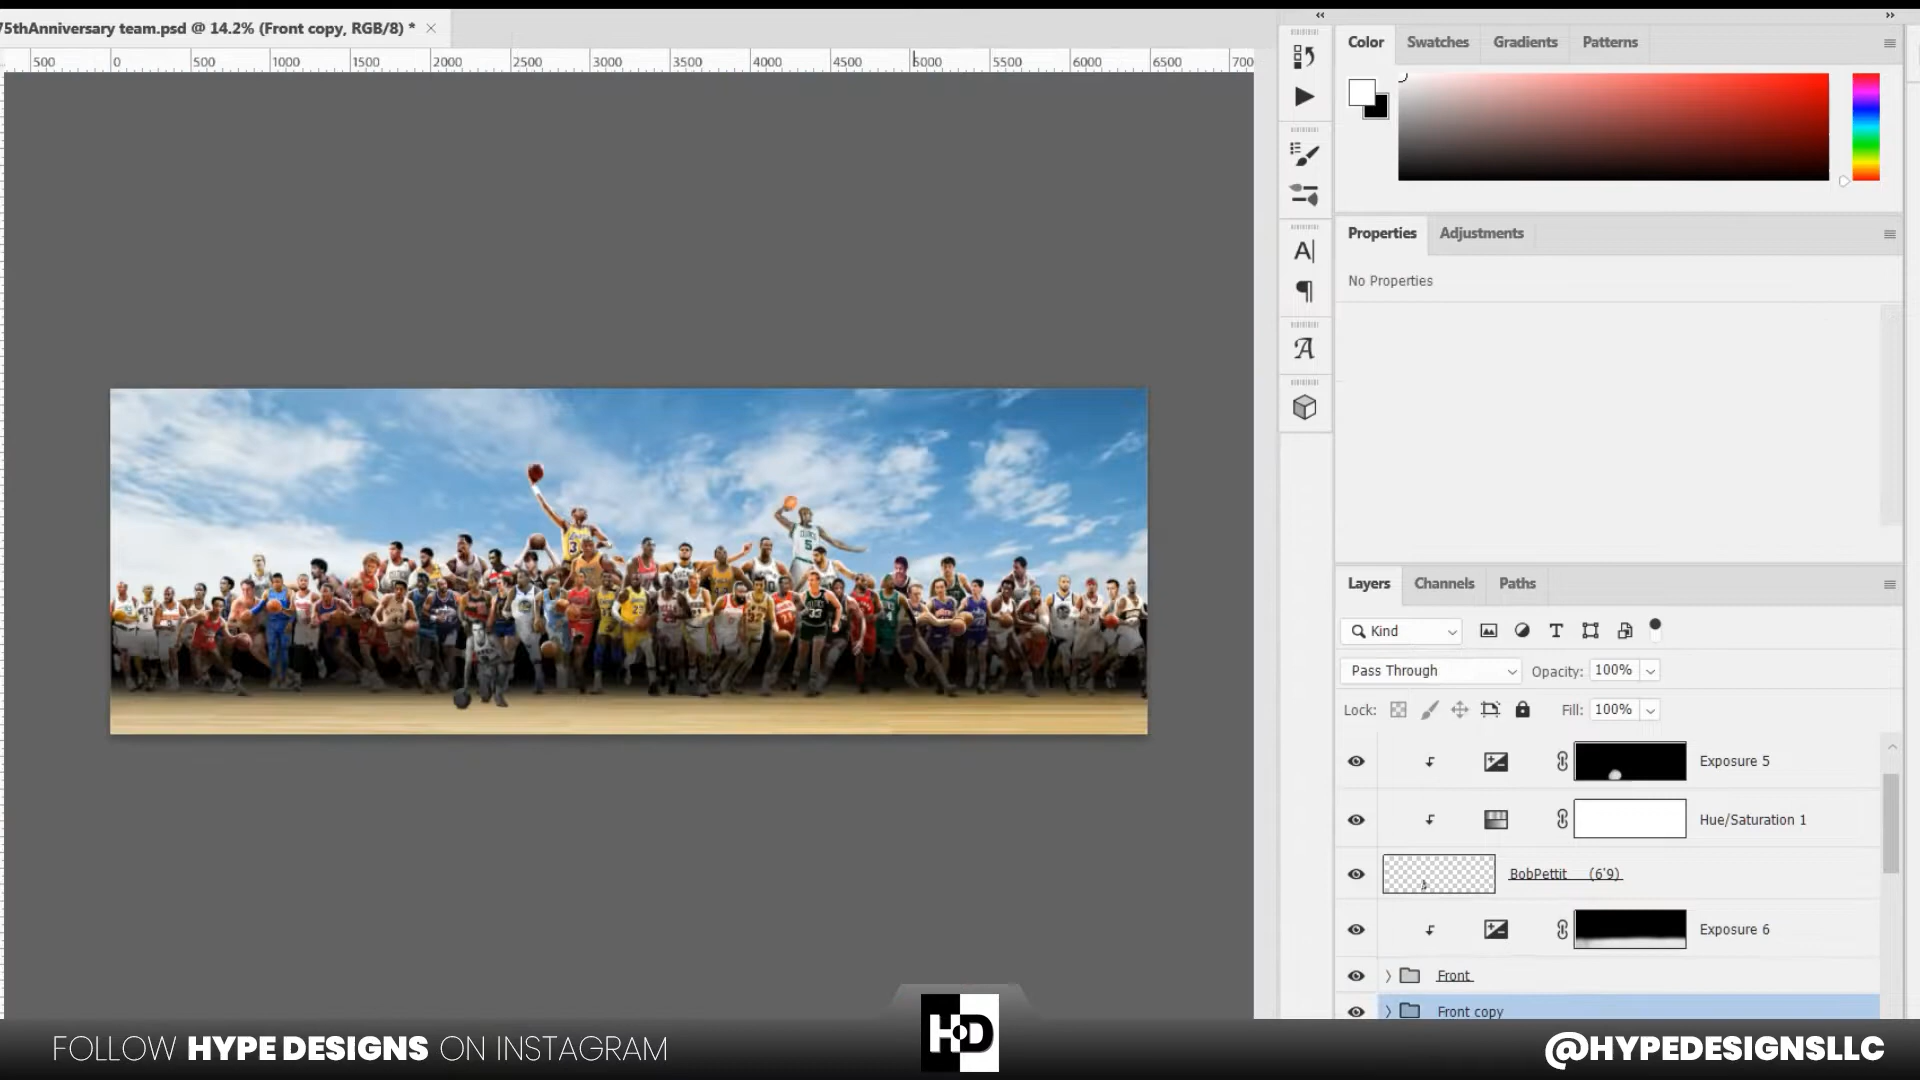 75thAnniversary team.psd @ 14.2% (Front copy, RGB/8) * ×
500 0 500 1000 1500 2000 2500 3000 3500 4000 4500 5000 5500 6000 6500 700
Color Swatches Gradients Patterns
Properties Adjustments
No Properties
Layers Channels Paths
Kind
Pass Through Opacity: 100%
Lock: Fill: 100%
Exposure 5
Hue/Saturation 1
BobPettit (6'9)
Exposure 6
Front
Front copy
FOLLOW HYPE DESIGNS ON INSTAGRAM
HD
@HYPEDESIGNSLLC